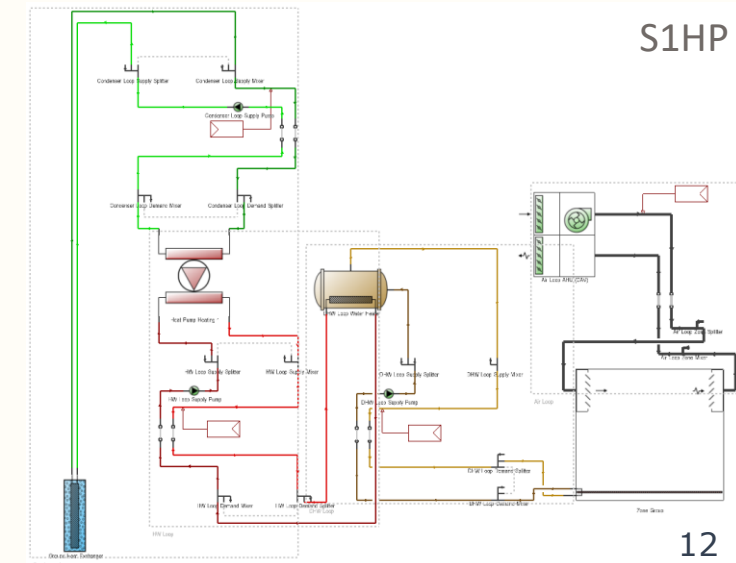 S1HP
Condenser Loop Supply Splitter
Condenser Loop Supply Mixer
Condenser Loop Supply Pump
Condenser Loop Demand Mixer
Condenser Loop Demand Splitter
Air Loop AHU (CAV)
Heat Pump Heating
DHW Loop Water Heater
Air Loop Zone Splitter
Air Loop Zone Mixer
HW Loop Supply Splitter
HW Loop Supply Mixer
DHW Loop Supply Splitter
DHW Loop Supply Mixer
HW Loop Supply Pump
DHW Loop Supply Pump
Air Loop
DHW Loop Demand Splitter
HW Loop Demand Mixer
HW Loop Demand Splitter
DHW Loop Demand Mixer
DHW Loop
Zone Group
HW Loop
12
Ground Heat Exchanger